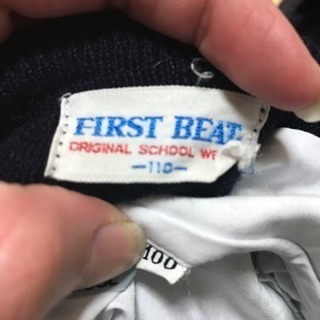 FIRST BEAT
ORIGINAL SCHOOL WE
-110-
100